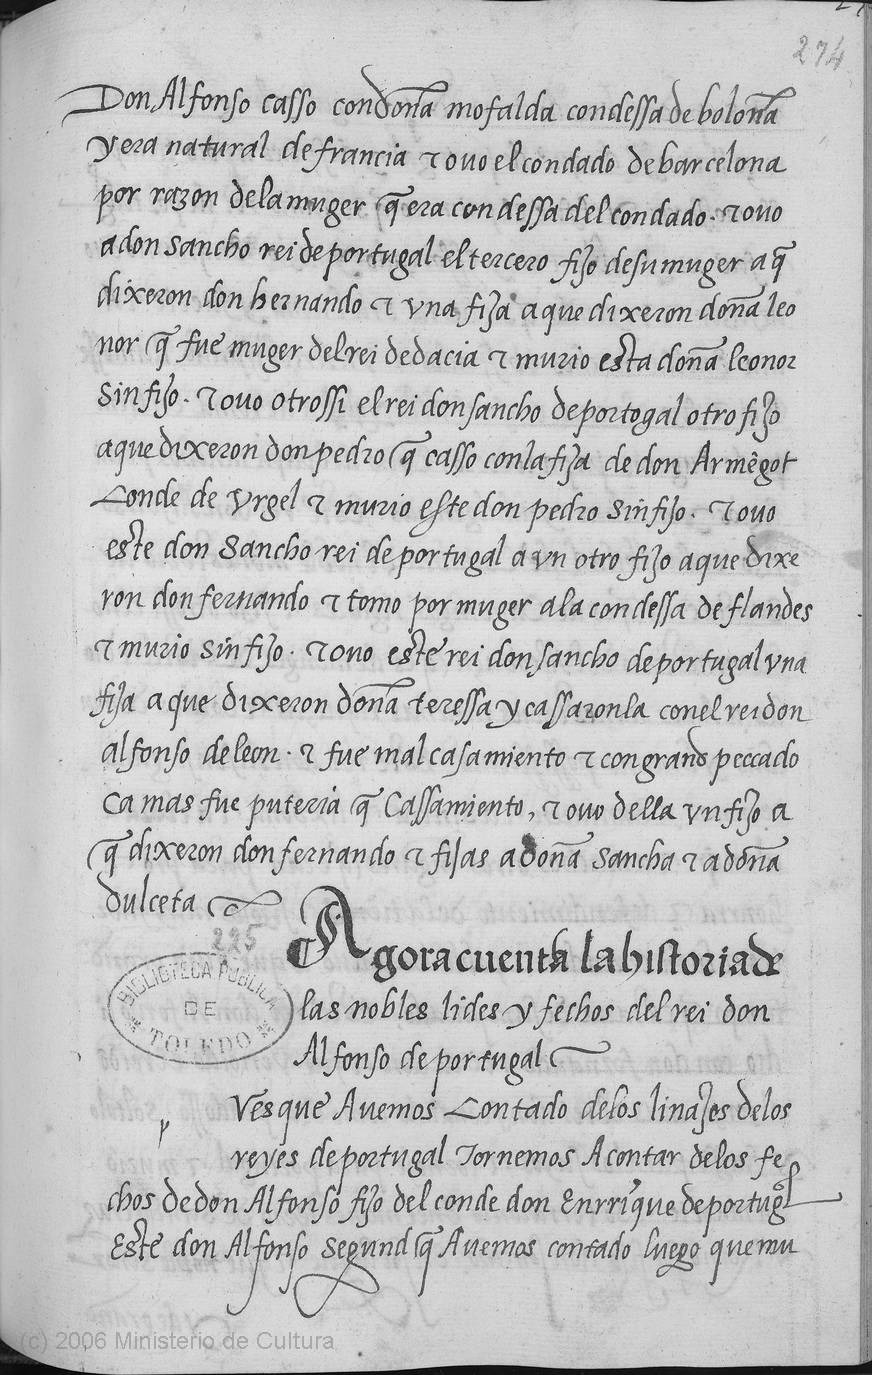 274
Don Alfonso casso con doña mofalda condessa de boloña
y era natural de francia τ ouo el condado de barcelona
por razon dela muger q̃ era condessa del condado. τ ouo
a don sancho rei de portugal el tercero fijo de su muger a q̃
dixeron don hernando τ vna fija a que dixeron doña leo
nor q̃ fue muger del rei de dacia τ murio esta doña leonor
sin fijo. τ ouo otrossi el rei don sancho de portogal otro fijo
a que dixeron don pedro q̃ casso con la fija de don Armẽgot
Conde de Vrgel τ murio este don pedro sin fijo. τ ouo
este don Sancho rei de portugal a vn otro fijo a que dixe
ron don fernando τ tomo por muger a la condessa de flandes
τ murio sin fijo. τ ouo este rei don sancho de portugal vna
fija a que dixeron doña teressa y cassaronla con el rei don
alfonso de leon. τ fue mal casamiento τ con grand peccado
Ca mas fue puteria q̃ Cassamiento, τ ouo della vn fijo a
q̃ dixeron don fernando τ fijas a doña Sancha τ a doña
dulceta
225
Agora cuenta la historia de
las nobles lides y fechos del rei don
Alfonso de portugal
BIBLIOTECA PUBLICA
DE
TOLEDO
p
Ves que Auemos Contado delos linajes delos
reyes de portugal Tornemos A contar delos fe
chos de don Alfonso fijo del conde don Enrrique de portugl
Este don Alfonso segund q̃ Auemos contado luego que mu
(c) 2006 Ministerio de Cultura